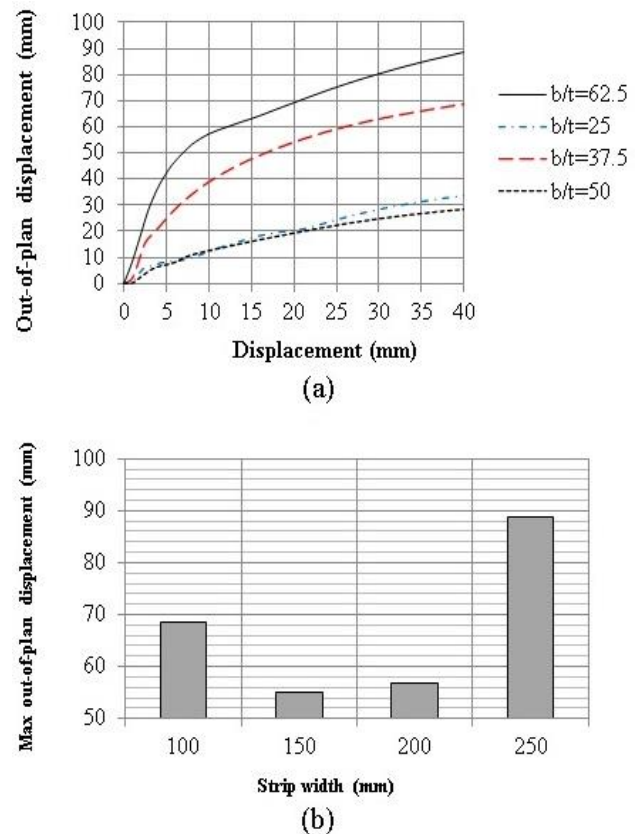 100
90
80
70
60
50
40
30
20
10
0
Out-of-plan displacement (mm)
0 5 10 15 20 25 30 35 40
Displacement (mm)
b/t=62.5
b/t=25
b/t=37.5
b/t=50
(a)
100
90
80
70
60
50
Max out-of-plan displacement (mm)
100 150 200 250
Strip width (mm)
(b)